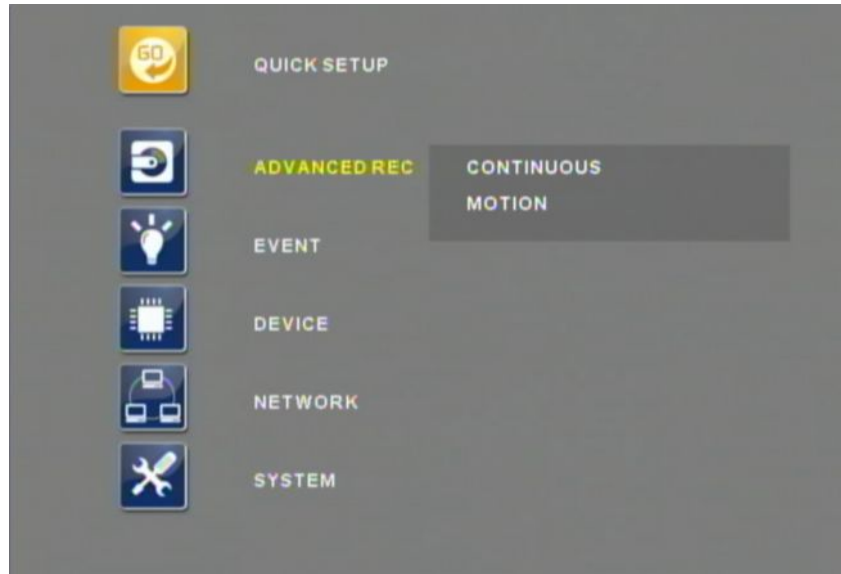 GO
QUICK SETUP
ADVANCED REC
CONTINUOUS
MOTION
EVENT
DEVICE
NETWORK
SYSTEM